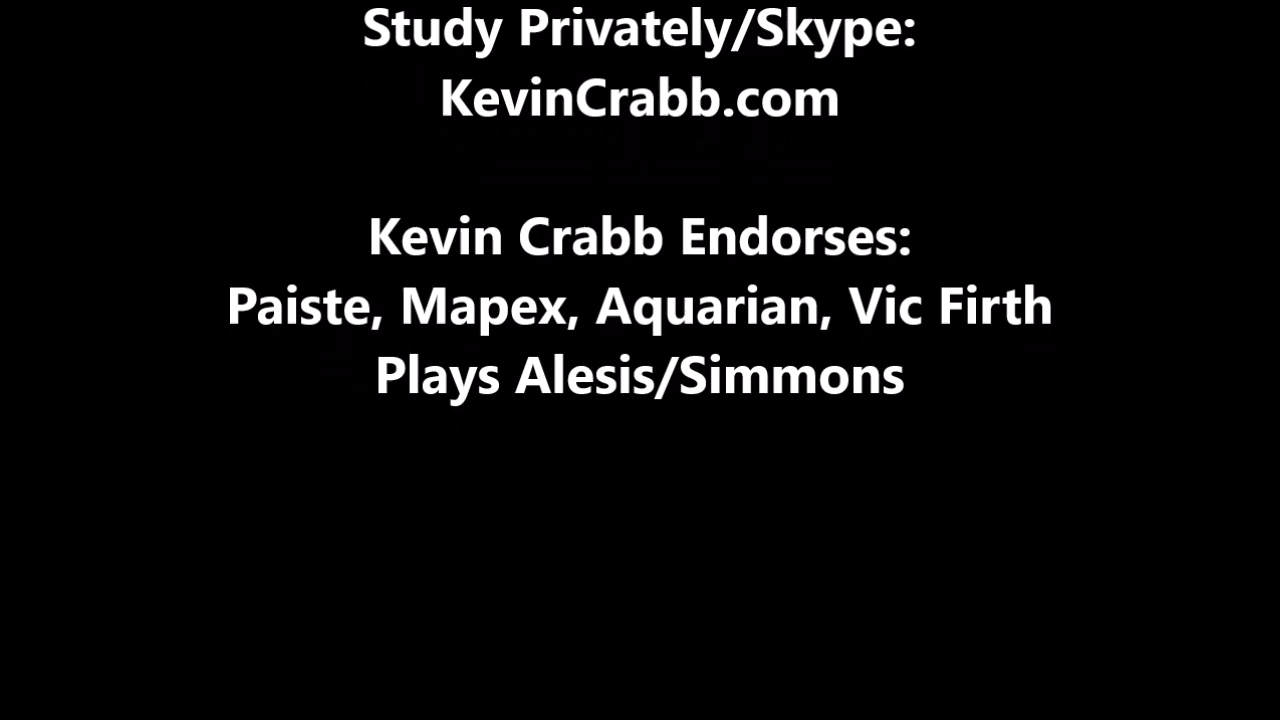 Study Privately/Skype:
KevinCrabb.com
Kevin Crabb Endorses:
Paiste, Mapex, Aquarian, Vic Firth
Plays Alesis/Simmons